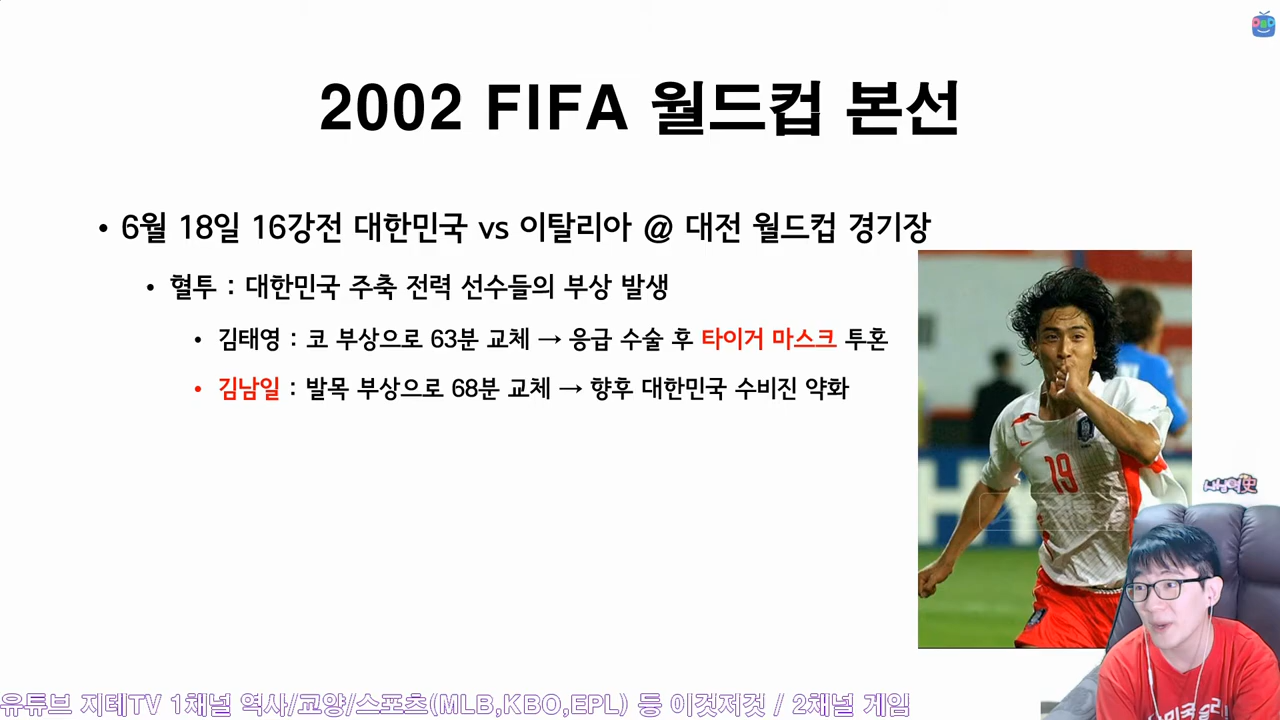 2002 FIFA 월드컵 본선
• 6월 18일 16강전 대한민국 vs 이탈리아 @ 대전 월드컵 경기장
• 혈투 : 대한민국 주축 전력 선수들의 부상 발생
• 김태영 : 코 부상으로 63분 교체 → 응급 수술 후 타이거 마스크 투혼
• 김남일 : 발목 부상으로 68분 교체 → 향후 대한민국 수비진 약화
19
유튜브 지테TV 1채널 역사/교양/스포츠(MLB,KBO,EPL) 등 이것저것 / 2채널 게임